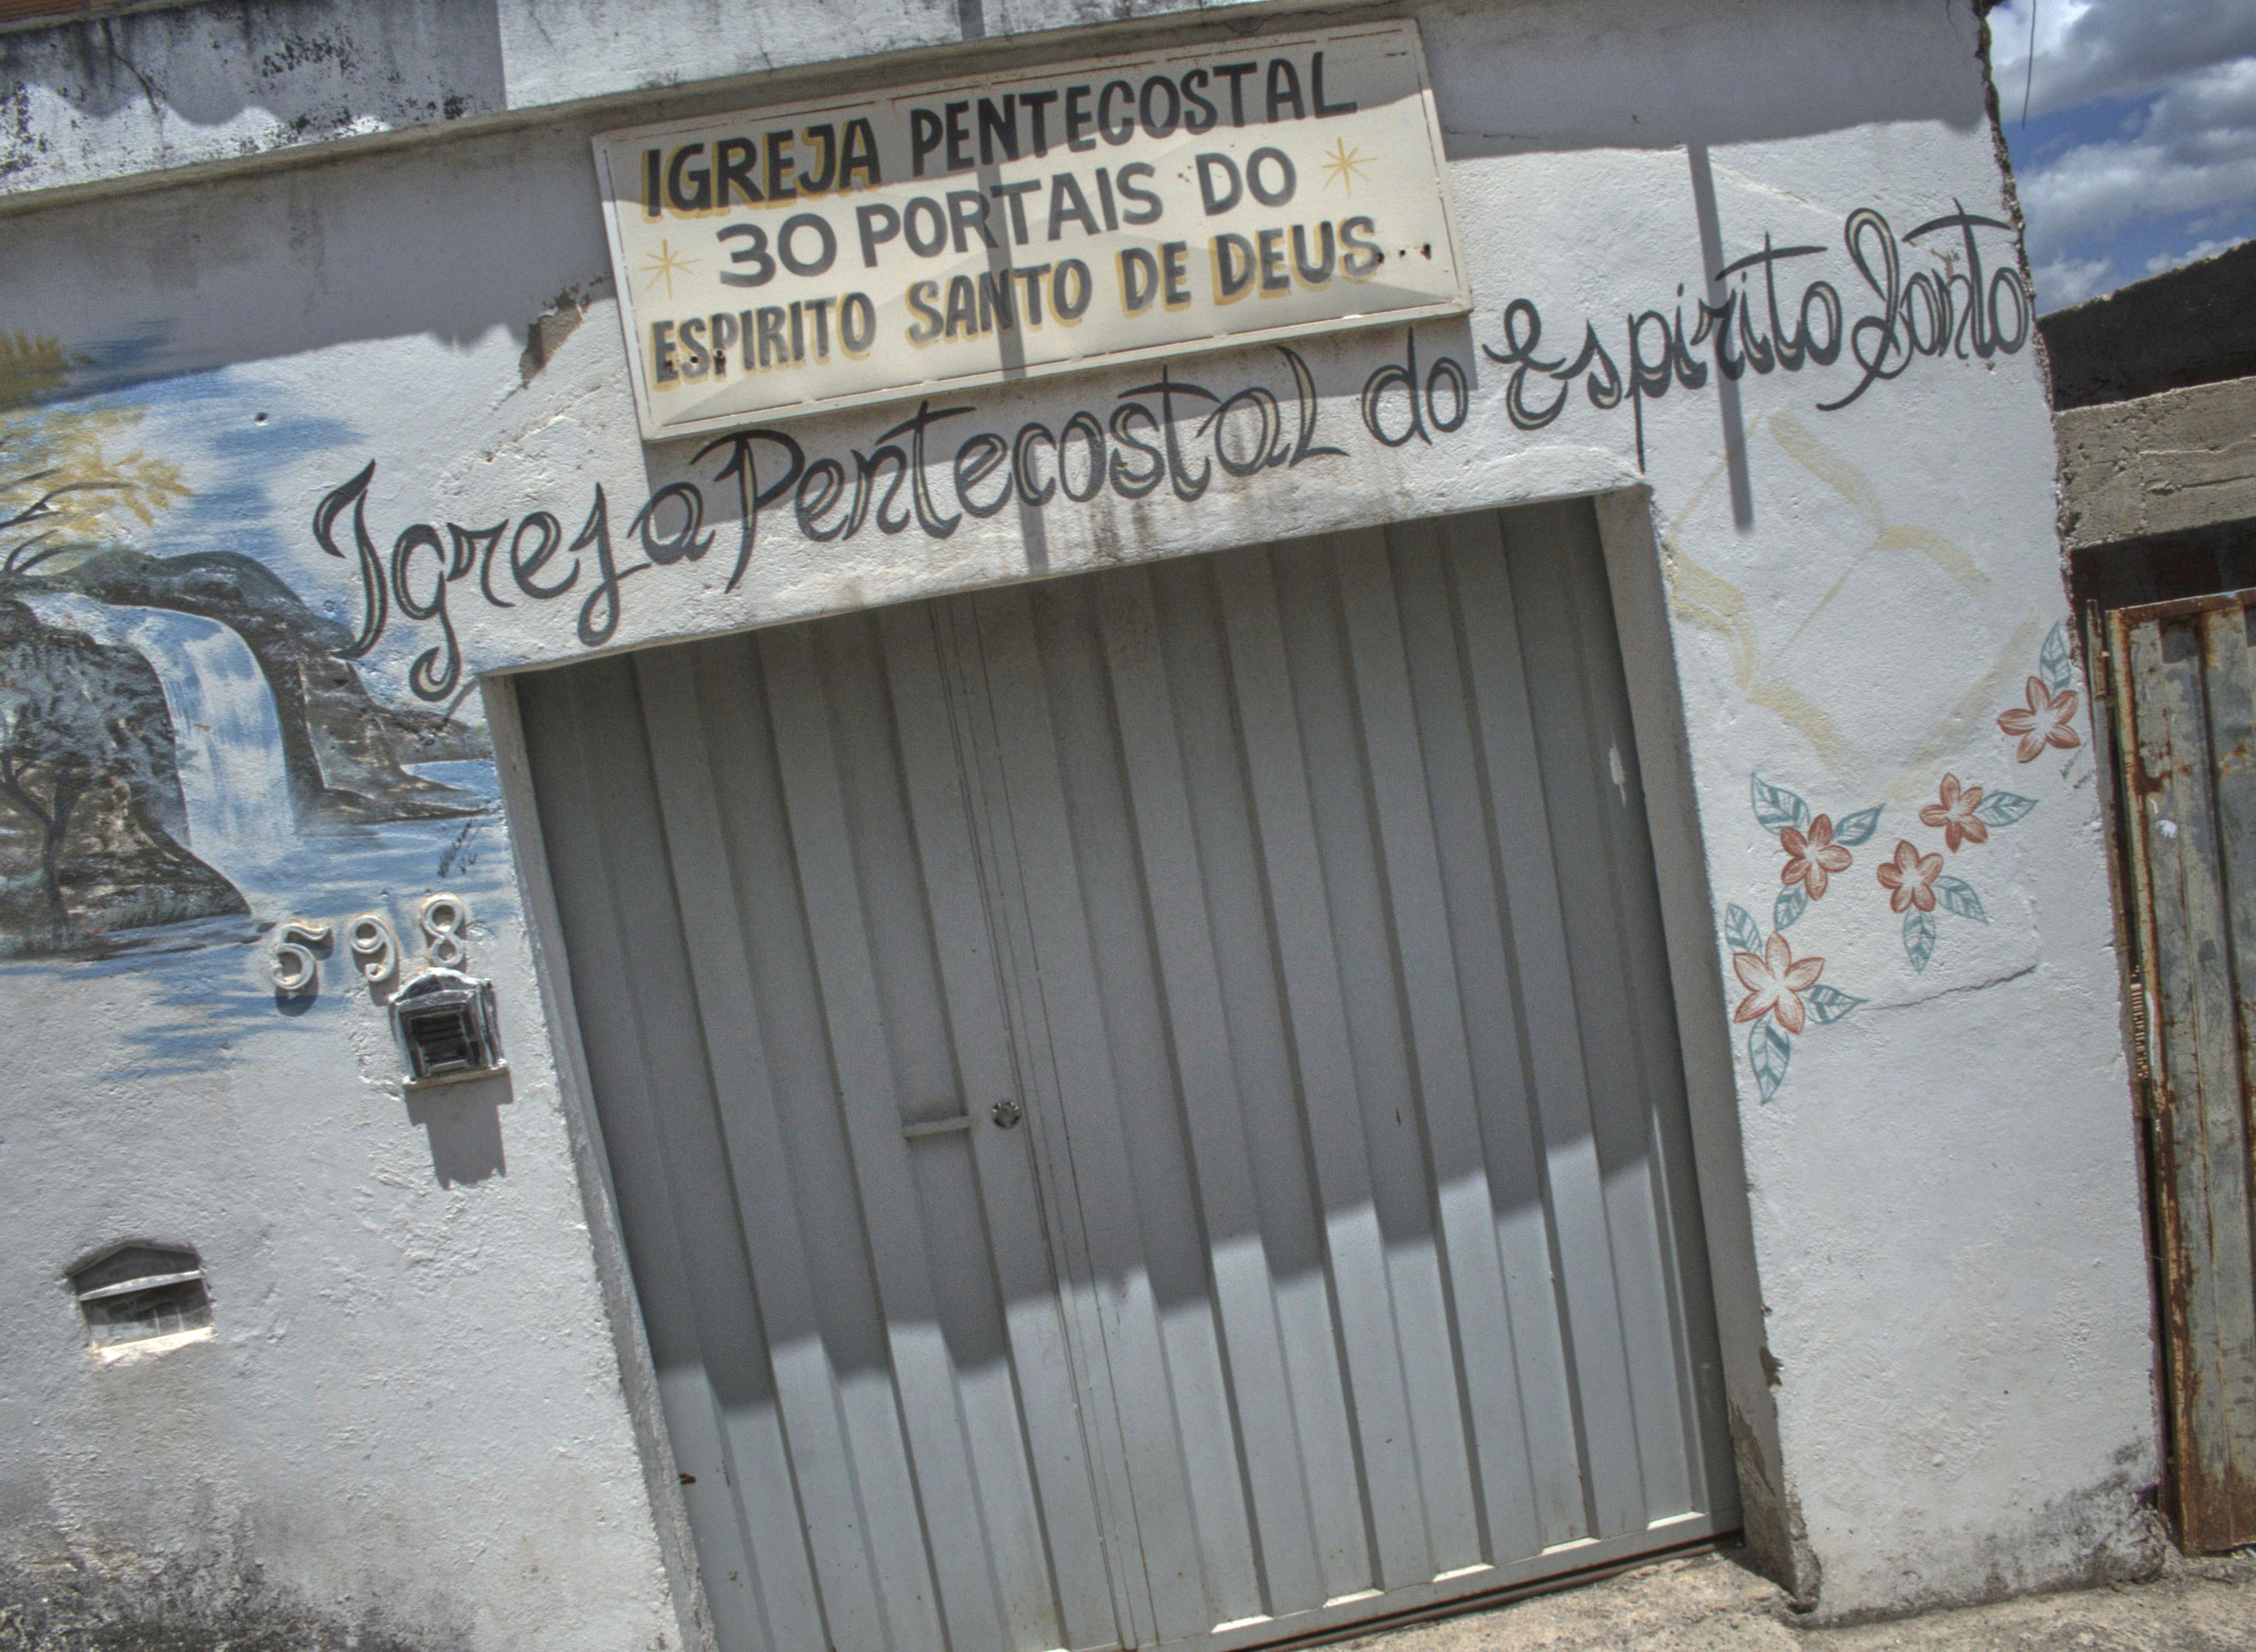 IGREJA PENTECOSTAL
30 PORTAIS DO
ESPIRITO SANTO DE DEUS...
Igreja Pentecostal do Espirito Santo
598